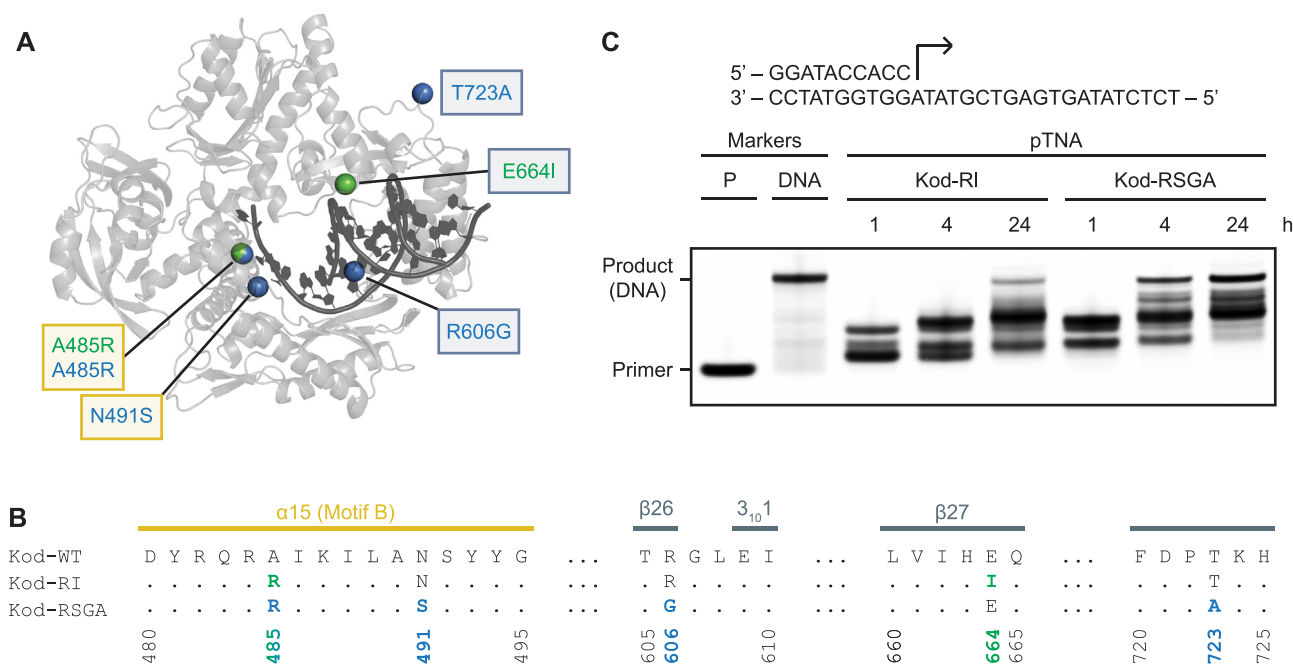 A
T723A
E664I
R606G
A485R
A485R
N491S
C
5’ – GGATACCACC
3’ – CCTATGGTGGATATGCTGAGTGATATCTCT – 5’
Markers pTNA
P DNA Kod-RI Kod-RSGA
1 4 24 1 4 24 h
Product
(DNA)
Primer
B
α15 (Motif B) β26 3₁₀1 β27
Kod-WT D Y R Q R A I K I L A N S Y Y G ... T R G L E I ... L V I H E Q ... F D P T K H
Kod-RI . . . . . R . . . . . N . . . . ... . R . . . . ... . . . . I . ... . . . T . .
Kod-RSGA . . . . . R . . . . . S . . . . ... . G . . . . ... . . . . E . ... . . . A . .
480 485 491 495 605 606 610 660 664 665 720 723 725